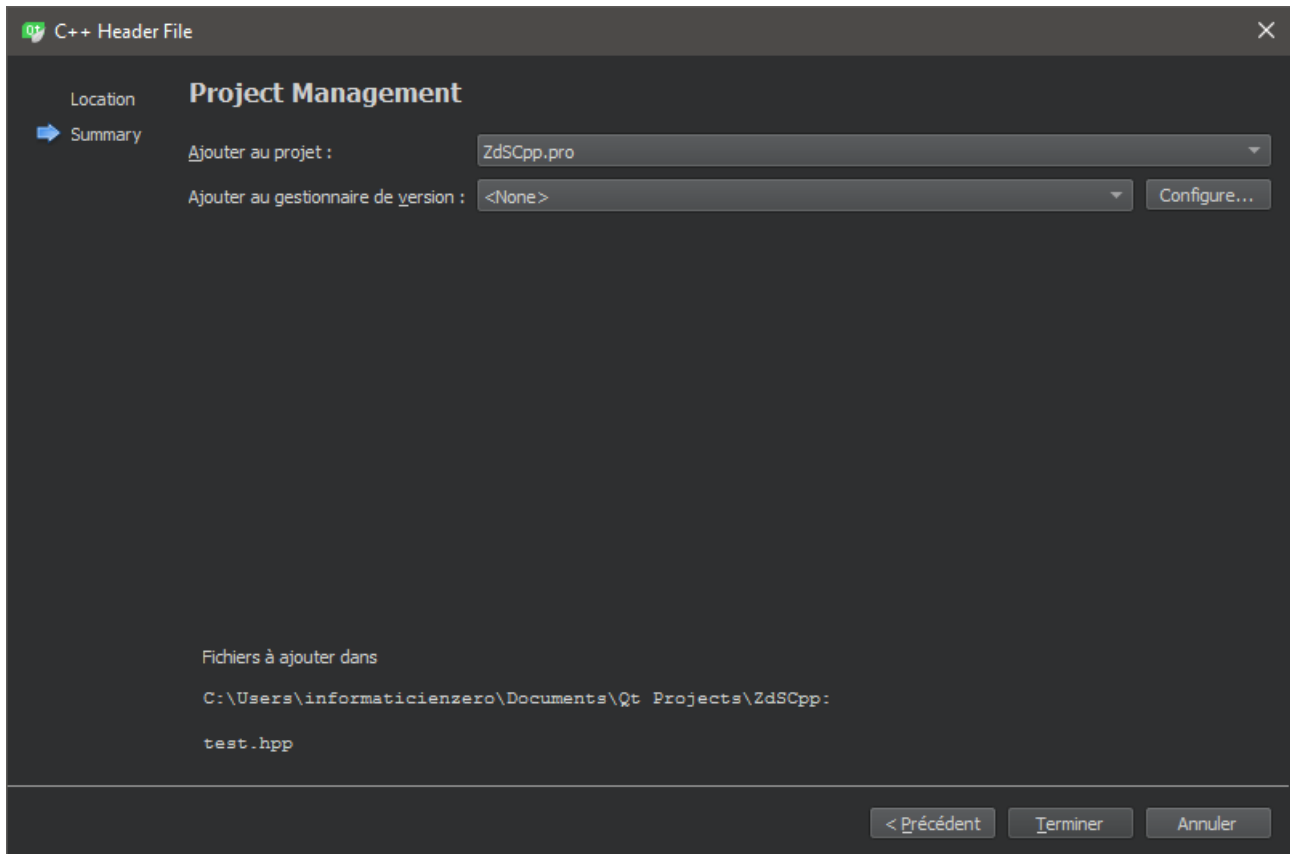 C++ Header File
Location
Summary
Project Management
Ajouter au projet :
ZdSCpp.pro
Ajouter au gestionnaire de version :
<None>
Configure...
Fichiers à ajouter dans
C:\Users\informaticienzero\Documents\Qt Projects\ZdSCpp:
test.hpp
< Précédent
Terminer
Annuler